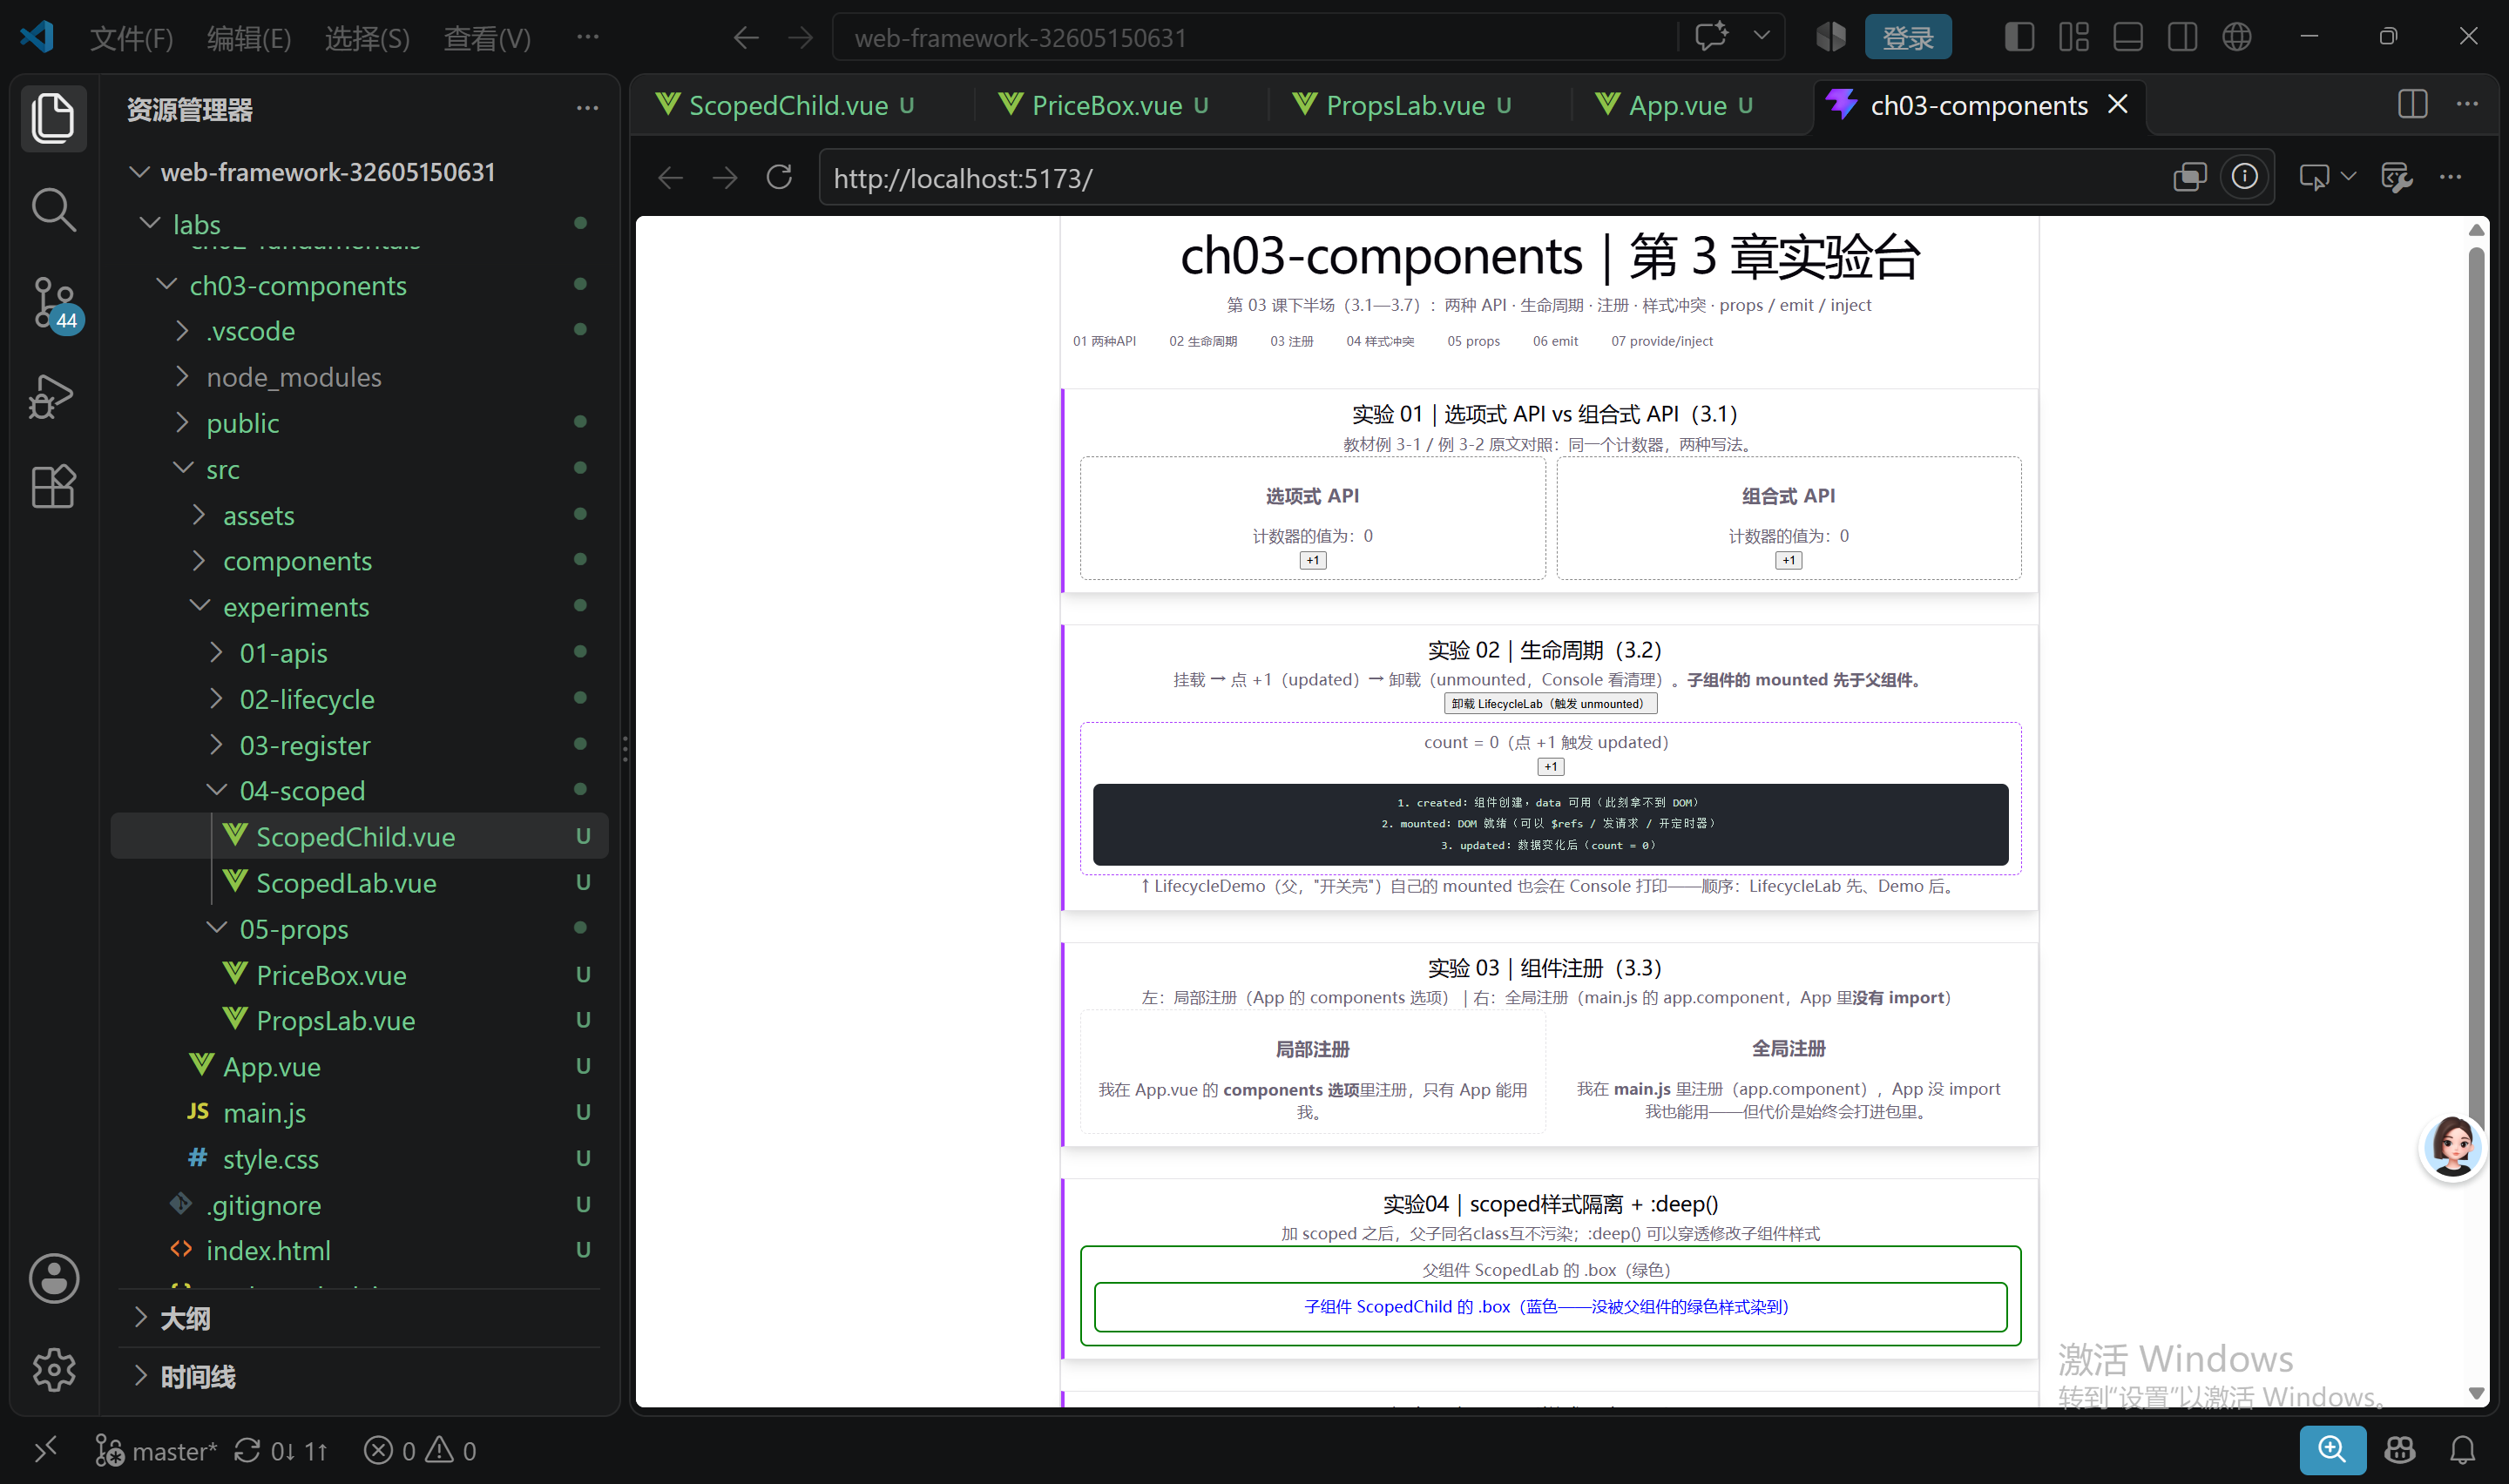 文件(F) 编辑(E) 选择(S) 查看(V) ··· web-framework-32605150631 登录
资源管理器 ···
web-framework-32605150631
labs
ch03-components
.vscode
node_modules
public
src
assets
components
experiments
01-apis
02-lifecycle
03-register
04-scoped
ScopedChild.vue U
ScopedLab.vue U
05-props
PriceBox.vue U
PropsLab.vue U
App.vue U
JS main.js U
# style.css U
.gitignore U
<> index.html U
大纲
时间线
44
ScopedChild.vue U PriceBox.vue U PropsLab.vue U App.vue U ch03-components
http://localhost:5173/
ch03-components | 第 3 章实验台
第 03 课下半场（3.1—3.7）：两种 API · 生命周期 · 注册 · 样式冲突 · props / emit / inject
01 两种API 02 生命周期 03 注册 04 样式冲突 05 props 06 emit 07 provide/inject
实验 01 | 选项式 API vs 组合式 API（3.1）
教材例 3-1 / 例 3-2 原文对照：同一个计数器，两种写法。
选项式 API
计数器的值为：0
+1
组合式 API
计数器的值为：0
+1
实验 02 | 生命周期（3.2）
挂载 → 点 +1（updated）→ 卸载（unmounted，Console 看清理）。子组件的 mounted 先于父组件。
卸载 LifecycleLab（触发 unmounted）
count = 0（点 +1 触发 updated）
+1
1. created：组件创建，data 可用（此刻拿不到 DOM）
2. mounted：DOM 就绪（可以 $refs / 发请求 / 开定时器）
3. updated：数据变化后（count = 0）
↑ LifecycleDemo（父，"开关壳"）自己的 mounted 也会在 Console 打印——顺序：LifecycleLab 先、Demo 后。
实验 03 | 组件注册（3.3）
左：局部注册（App 的 components 选项）| 右：全局注册（main.js 的 app.component，App 里没有 import）
局部注册
我在 App.vue 的 components 选项里注册，只有 App 能用
我。
全局注册
我在 main.js 里注册（app.component），App 没 import
我也能用——但代价是始终会打进包里。
实验04 | scoped样式隔离 + :deep()
加 scoped 之后，父子同名class互不污染；:deep() 可以穿透修改子组件样式
父组件 ScopedLab 的 .box（绿色）
子组件 ScopedChild 的 .box（蓝色——没被父组件的绿色样式染到）
激活 Windows
转到“设置”以激活 Windows。
master* 0↓ 1↑ 0 0